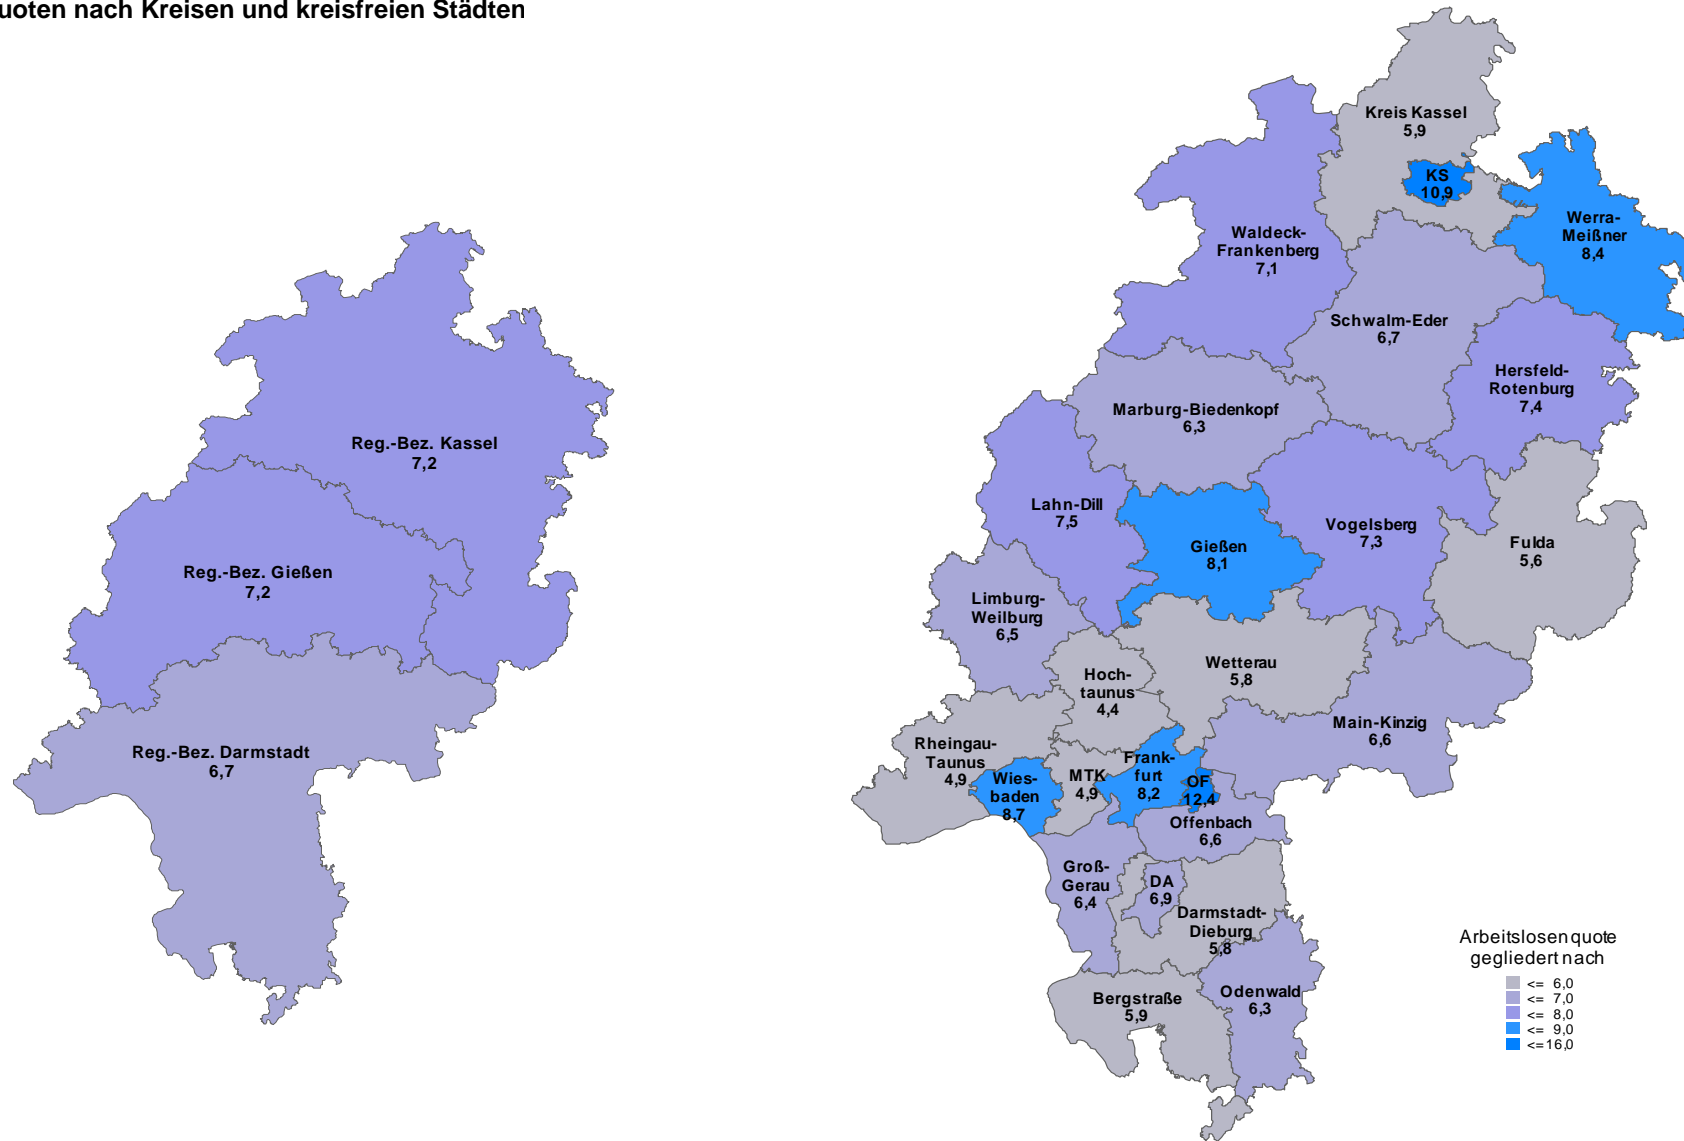 uoten nach Kreisen und kreisfreien Städten
Reg.-Bez. Kassel
7,2
Reg.-Bez. Gießen
7,2
Reg.-Bez. Darmstadt
6,7
Kreis Kassel
5,9
KS
10,9
Werra-
Meißner
8,4
Waldeck-
Frankenberg
7,1
Schwalm-Eder
6,7
Hersfeld-
Rotenburg
7,4
Marburg-Biedenkopf
6,3
Lahn-Dill
7,5
Gießen
8,1
Vogelsberg
7,3
Fulda
5,6
Limburg-
Weilburg
6,5
Wetterau
5,8
Hoch-
taunus
4,4
Main-Kinzig
6,6
Rheingau-
Taunus
4,9
Wies-
baden
8,7
MTK
4,9
Frank-
furt
8,2
OF
12,4
Offenbach
6,6
Groß-
Gerau
6,4
DA
6,9
Darmstadt-
Dieburg
5,8
Bergstraße
5,9
Odenwald
6,3
Arbeitslosenquote
gegliedert nach
<= 6,0
<= 7,0
<= 8,0
<= 9,0
<=16,0